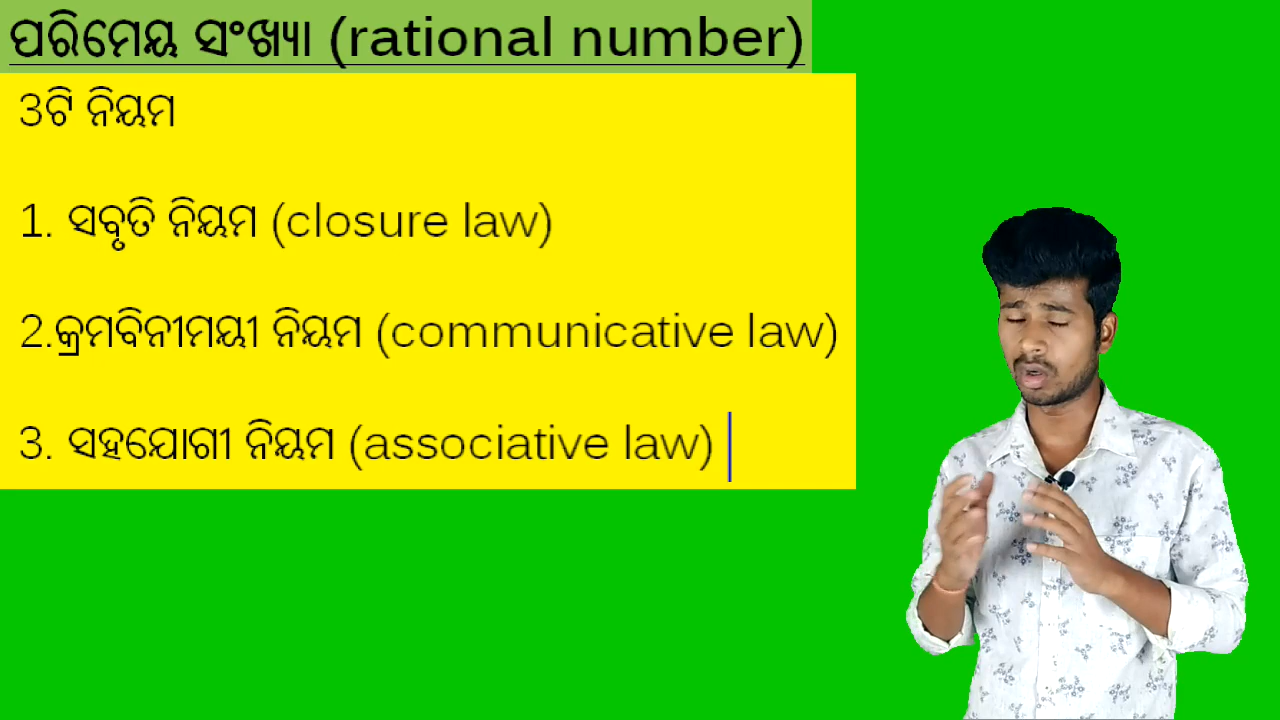 ପରିମେୟ ସଂଖ୍ୟା (rational number)
3ଟି ନିୟମ
1. ସବୃତି ନିୟମ (closure law)
2.କ୍ରମବିନୀମୟୀ ନିୟମ (communicative law)
3. ସହଯୋଗୀ ନିୟମ (associative law)